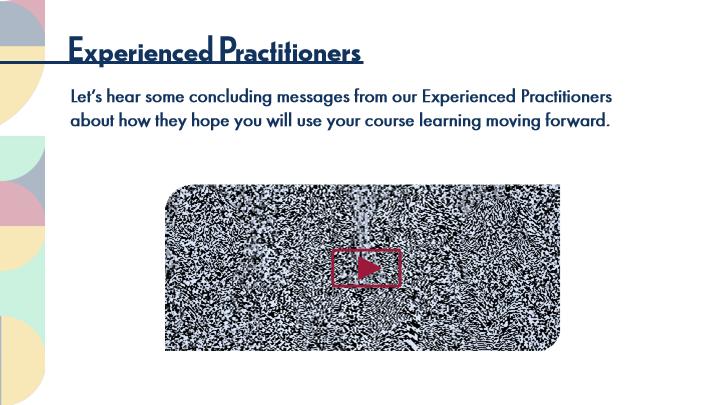 Experienced Practitioners
Let's hear some concluding messages from our Experienced Practitioners
about how they hope you will use your course learning moving forward.